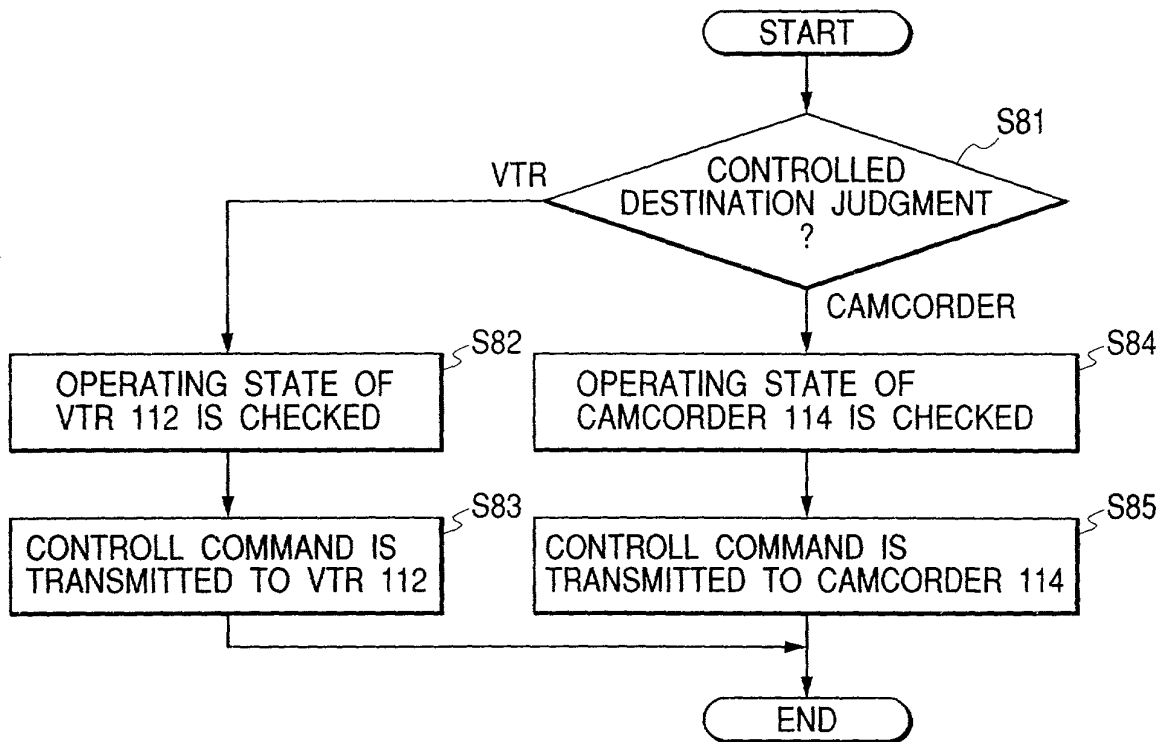 START
S81
CONTROLLED
DESTINATION JUDGMENT
?
VTR
CAMCORDER
S82
OPERATING STATE OF
VTR 112 IS CHECKED
S84
OPERATING STATE OF
CAMCORDER 114 IS CHECKED
S83
CONTROLL COMMAND IS
TRANSMITTED TO VTR 112
S85
CONTROLL COMMAND IS
TRANSMITTED TO CAMCORDER 114
END